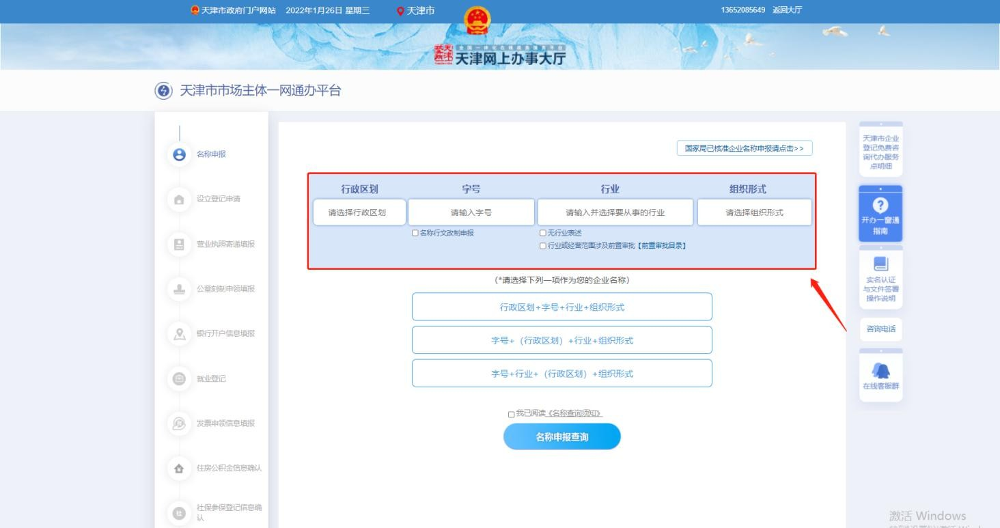 天津市政府门户网站 2022年1月26日 星期三 天津市 13652085649 返回大厅
全国一体化在线政务服务平台
天津网上办事大厅
天津市市场主体一网通办平台
名称申报
设立登记申请
营业执照寄递填报
公章刻制申领填报
银行开户信息填报
就业登记
发票申领信息填报
住房公积金信息确认
社保参保登记信息确
认
国家局已核准企业名称申报请点击>>
行政区划 字号 行业 组织形式
请选择行政区划 请输入字号 请输入并选择要从事的行业 请选择组织形式
名称行文改制申报 无行业表述
行业或经营范围涉及前置审批【前置审批目录】
(*请选择下列一项作为您的企业名称)
行政区划+字号+行业+组织形式
字号+（行政区划）+行业+组织形式
字号+行业+（行政区划）+组织形式
我已阅读《名称查询须知》
名称申报查询
天津市企业
登记免费咨
询代办服务
点明细
开办一窗通
指南
实名认证
与文件签署
操作说明
咨询电话
在线客服群
激活 Windows